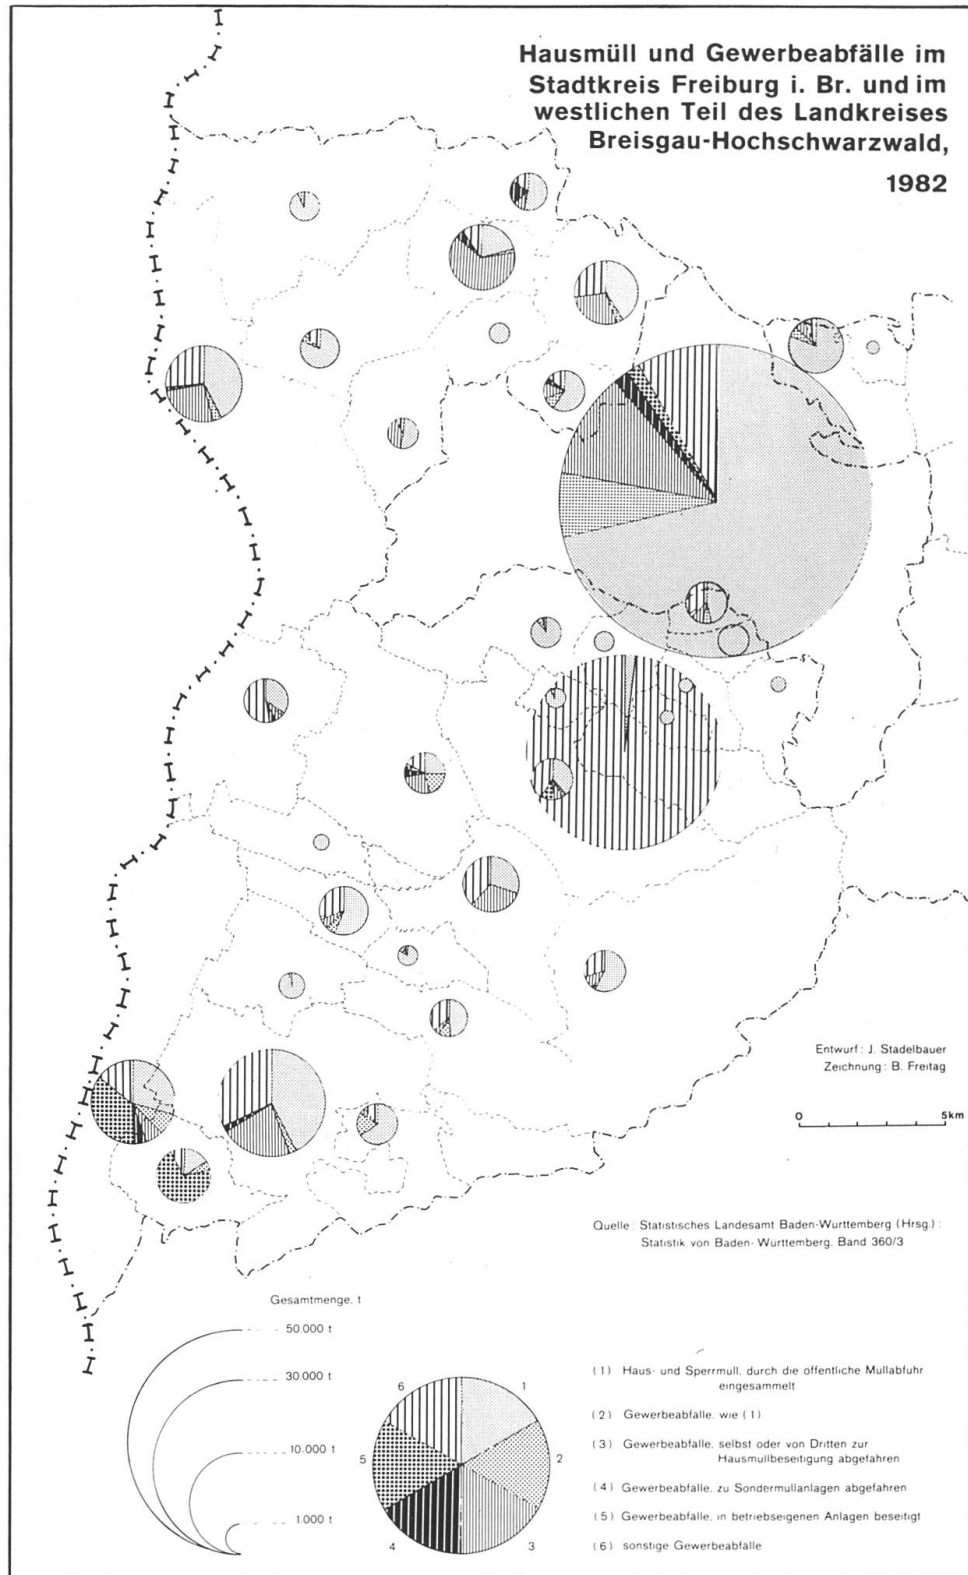 Hausmüll und Gewerbeabfälle im
Stadtkreis Freiburg i. Br. und im
westlichen Teil des Landkreises
Breisgau-Hochschwarzwald,
1982
Entwurf: J. Stadelbauer
Zeichnung: B. Freitag
0 5km
Quelle: Statistisches Landesamt Baden-Wurttemberg (Hrsg.):
Statistik von Baden-Wurttemberg. Band 360/3
Gesamtmenge, t
50.000 t
30.000 t
10.000 t
1.000 t
1
2
3
4
5
6
(1) Haus- und Sperrmull, durch die offentliche Mullabfuhr
eingesammelt
(2) Gewerbeabfälle, wie (1)
(3) Gewerbeabfälle, selbst oder von Dritten zur
Hausmullbeseitigung abgefahren
(4) Gewerbeabfälle, zu Sondermullanlagen abgefahren
(5) Gewerbeabfälle, in betriebseigenen Anlagen beseitigt
(6) sonstige Gewerbeabfälle